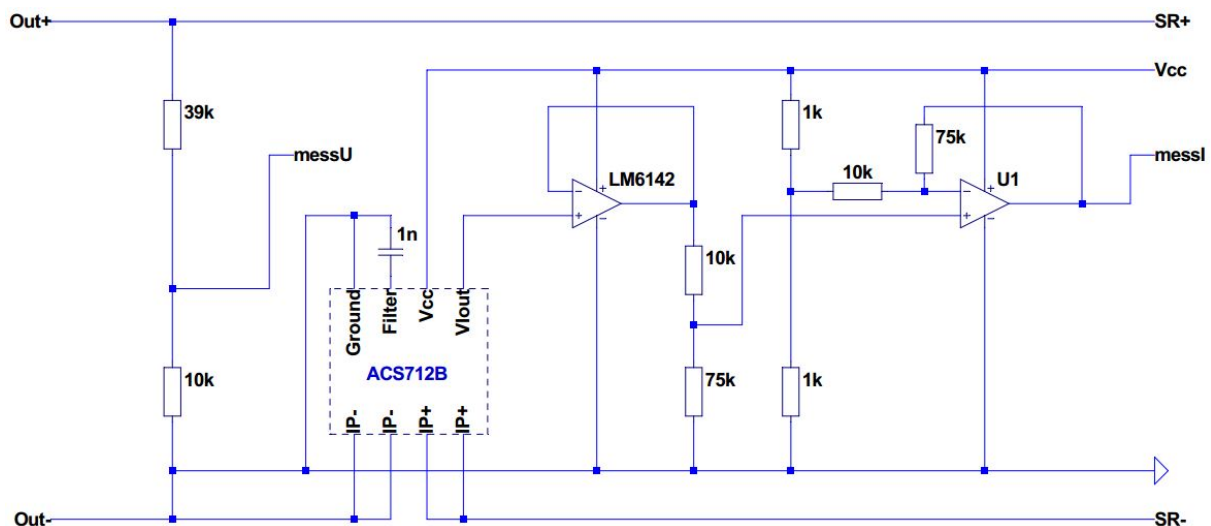 Out+
SR+
Vcc
39k
1k
75k
messU
LM6142
10k
U1
messI
1n
10k
Ground
Filter
Vcc
VIout
ACS712B
10k
75k
1k
IP-
IP-
IP+
IP+
Out-
SR-